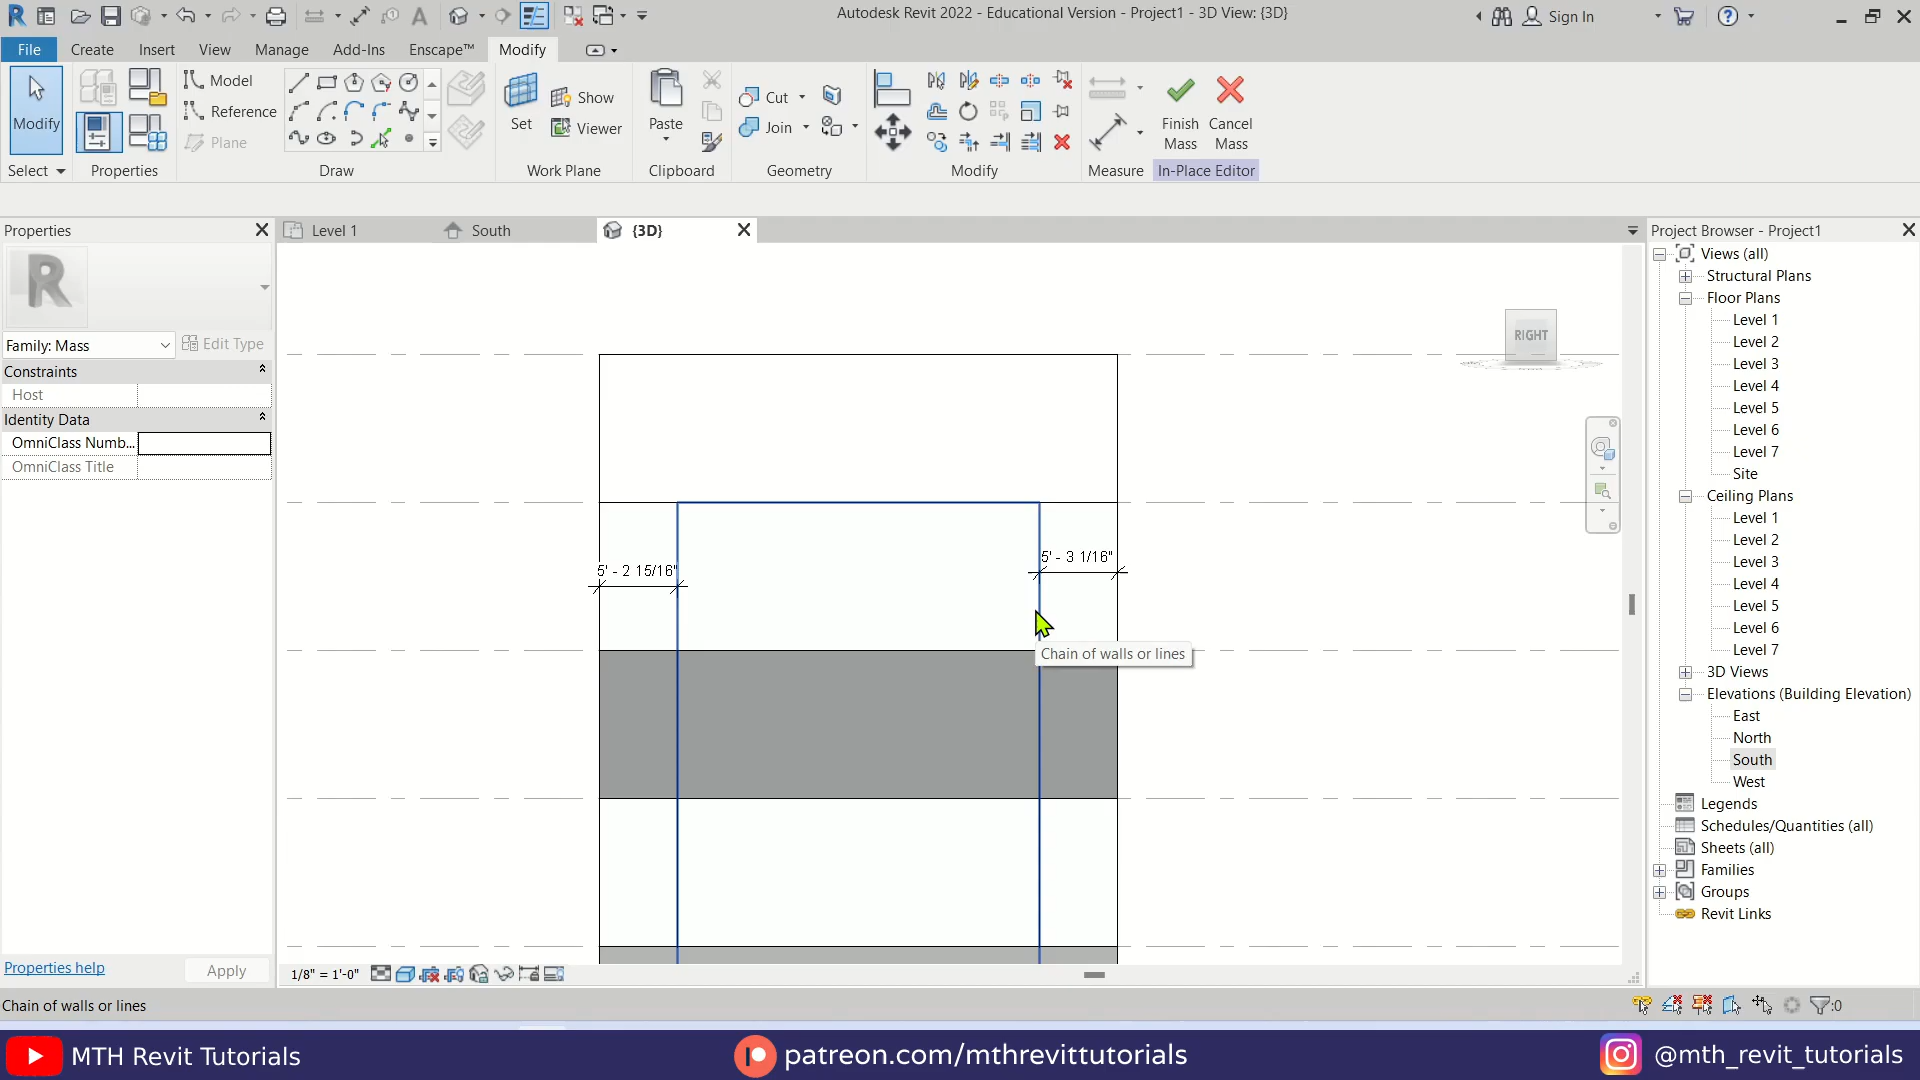 Autodesk Revit 2022 - Educational Version - Project1 - 3D View: {3D}
Sign In
File
Create
Insert
View
Manage
Add-Ins
Enscape™
Modify
Modify
Model
Reference
Plane
Set
Show
Viewer
Paste
Cut
Join
Finish
Mass
Cancel
Mass
Select
Properties
Draw
Work Plane
Clipboard
Geometry
Modify
Measure
In-Place Editor
Properties
R
Family: Mass
Edit Type
Constraints
Host
Identity Data
OmniClass Numb...
OmniClass Title
Properties help
Apply
Level 1
South
{3D}
RIGHT
5' - 2 15/16"
5' - 3 1/16"
Chain of walls or lines
1/8" = 1'-0"
Project Browser - Project1
Views (all)
Structural Plans
Floor Plans
Level 1
Level 2
Level 3
Level 4
Level 5
Level 6
Level 7
Site
Ceiling Plans
Level 1
Level 2
Level 3
Level 4
Level 5
Level 6
Level 7
3D Views
Elevations (Building Elevation)
East
North
South
West
Legends
Schedules/Quantities (all)
Sheets (all)
Families
Groups
Revit Links
Chain of walls or lines
:0
MTH Revit Tutorials
patreon.com/mthrevittutorials
@mth_revit_tutorials